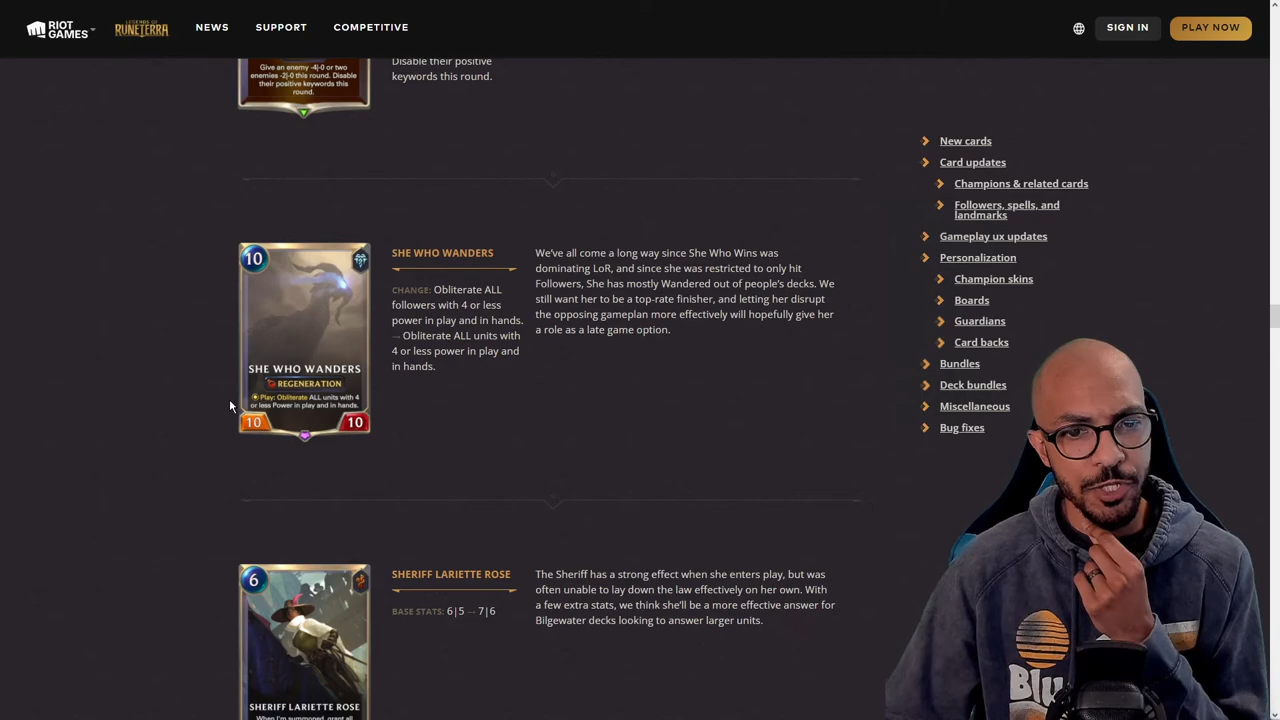 RIOT GAMES
LEGENDS OF RUNETERRA
NEWS
SUPPORT
COMPETITIVE
SIGN IN
PLAY NOW
Give an enemy -4|-0 or two
enemies -2|-0 this round. Disable
their positive keywords this
round.
Disable their positive
keywords this round.
10
SHE WHO WANDERS
REGENERATION
Play: Obliterate ALL units with 4
or less Power in play and in hands.
10
10
SHE WHO WANDERS
CHANGE: Obliterate ALL
followers with 4 or less
power in play and in hands.
→ Obliterate ALL units with
4 or less power in play and
in hands.
We've all come a long way since She Who Wins was
dominating LoR, and since she was restricted to only hit
Followers, She has mostly Wandered out of people's decks. We
still want her to be a top-rate finisher, and letting her disrupt
the opposing gameplan more effectively will hopefully give her
a role as a late game option.
6
SHERIFF LARIETTE ROSE
When I'm summoned, grant all
SHERIFF LARIETTE ROSE
BASE STATS: 6|5 → 7|6
The Sheriff has a strong effect when she enters play, but was
often unable to lay down the law effectively on her own. With
a few extra stats, we think she'll be a more effective answer for
Bilgewater decks looking to answer larger units.
New cards
Card updates
Champions & related cards
Followers, spells, and
landmarks
Gameplay ux updates
Personalization
Champion skins
Boards
Guardians
Card backs
Bundles
Deck bundles
Miscellaneous
Bug fixes